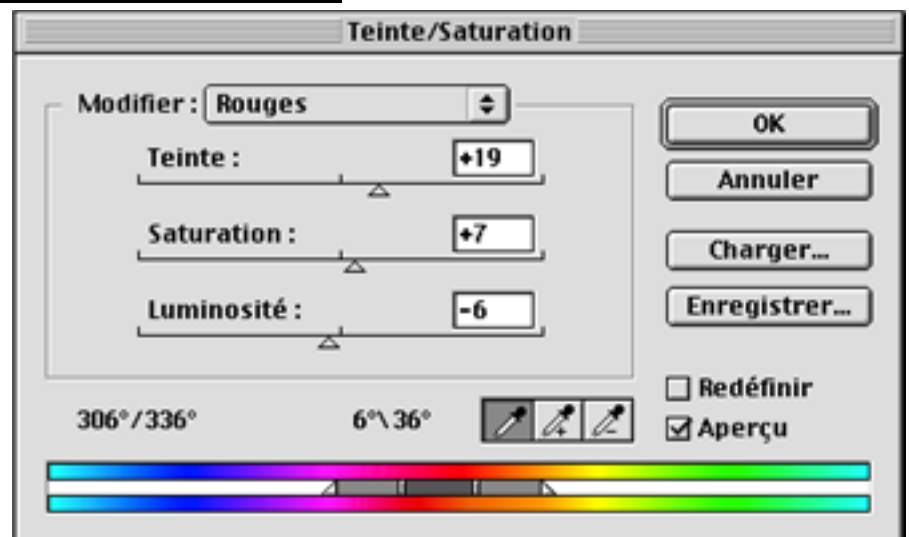 Teinte/Saturation
Modifier : Rouges
Teinte : +19
Saturation : +7
Luminosité : -6
OK
Annuler
Charger...
Enregistrer...
Redéfinir
Aperçu
306°/336°
6°\36°